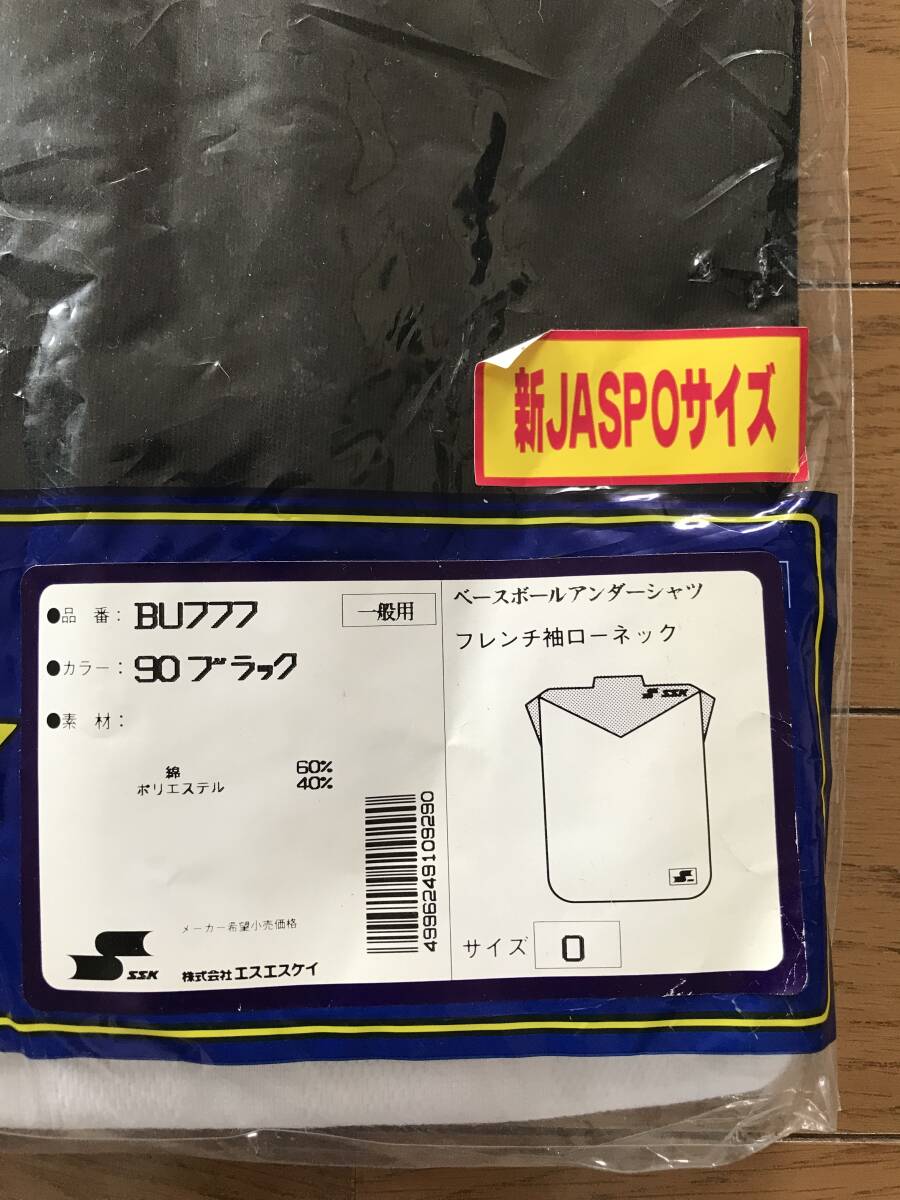 新JASPOサイズ
●品 番： BU777
一般用
●カラー： 90 ブラック
●素 材：
綿 60%
ポリエステル 40%
4996249109290
メーカー希望小売価格
SSK 株式会社エスエスケイ
ベースボールアンダーシャツ
フレンチ袖ローネック
SSK
サイズ 0